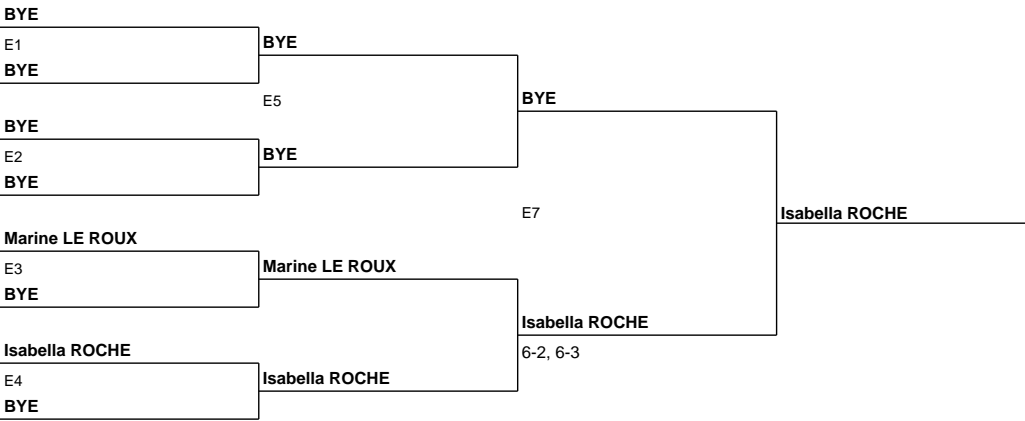 BYE
E1
BYE
BYE
E5
BYE
BYE
E2
BYE
BYE
E7
Isabella ROCHE
Marine LE ROUX
E3
Marine LE ROUX
BYE
Isabella ROCHE
6-2, 6-3
Isabella ROCHE
E4
Isabella ROCHE
BYE